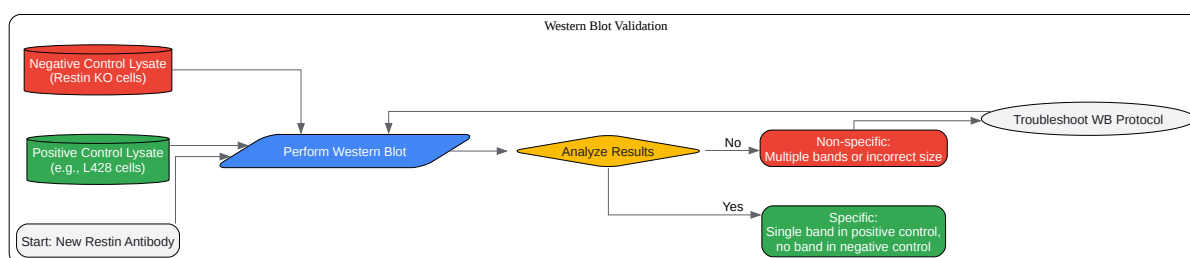 Western Blot Validation
Negative Control Lysate
(Restin KO cells)
Positive Control Lysate
(e.g., L428 cells)
Start: New Restin Antibody
Perform Western Blot
Analyze Results
No
Non-specific:
Multiple bands or incorrect size
Troubleshoot WB Protocol
Yes
Specific:
Single band in positive control,
no band in negative control